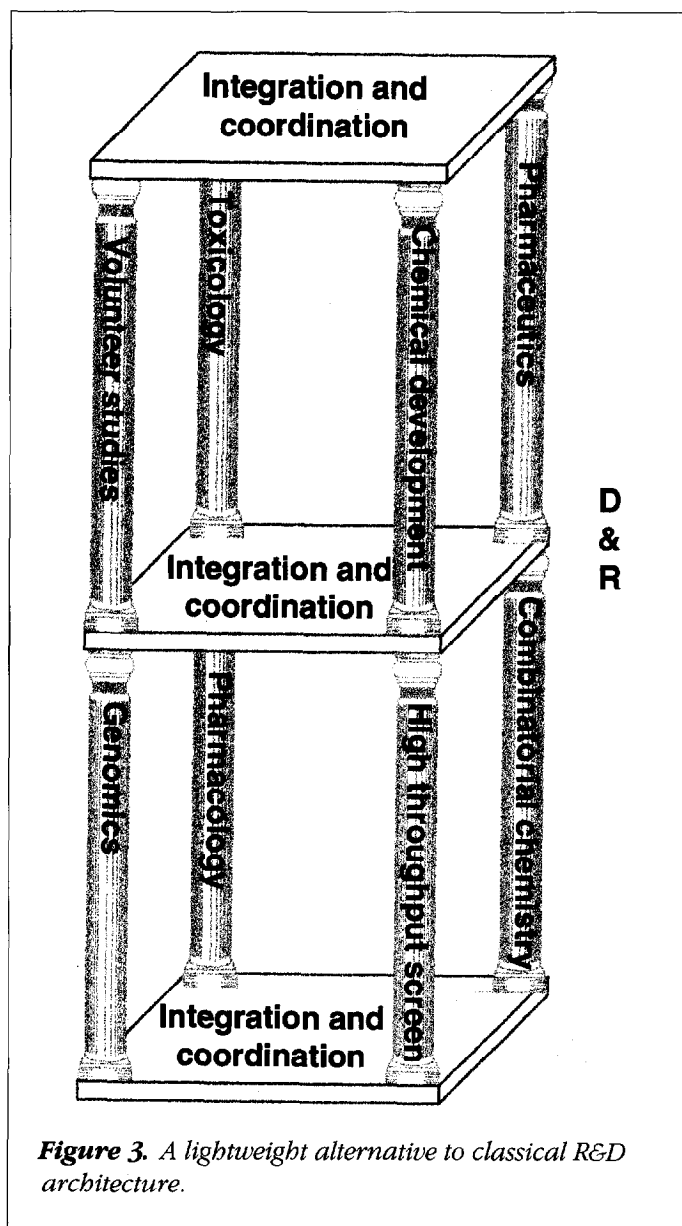 Integration and
coordination
Volunteer studies
Toxicology
Chemical development
Pharmaceutics
D
&
R
Integration and
coordination
Genomics
Pharmacology
High throughput screen
Combinatorial chemistry
Integration and
coordination
Figure 3. A lightweight alternative to classical R&D
architecture.